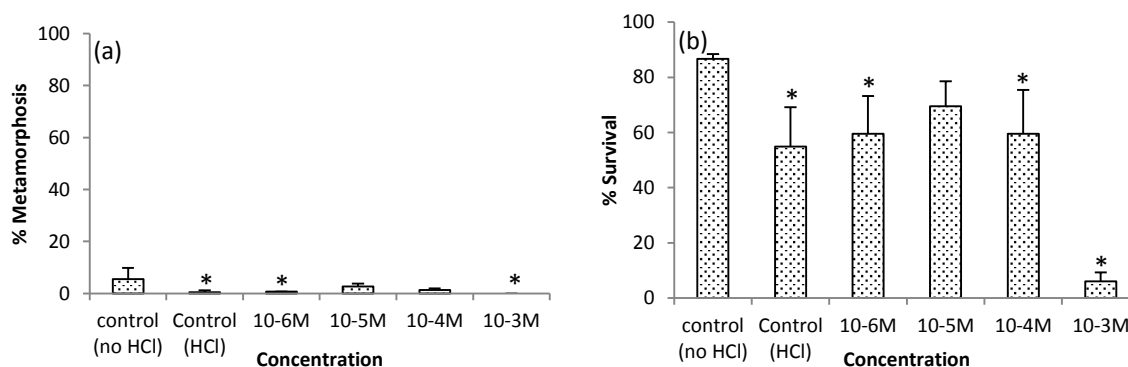 (a)
% Metamorphosis
100
80
60
40
20
0
* * *
control Control 10-6M 10-5M 10-4M 10-3M
(no HCl) (HCl)
Concentration
(b)
% Survival
100
80
60
40
20
0
* * * *
control Control 10-6M 10-5M 10-4M 10-3M
(no HCl) (HCl)
Concentration